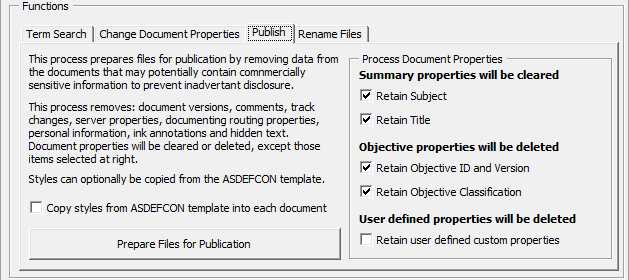 Functions
Term Search
Change Document Properties
Publish
Rename Files
This process prepares files for publication by removing data from
the documents that may potentially contain commercially
sensitive information to prevent inadvertent disclosure.
This process removes: document versions, comments, track
changes, server properties, documenting routing properties,
personal information, ink annotations and hidden text.
Document properties will be cleared or deleted, except those
items selected at right.
Styles can optionally be copied from the ASDEFCON template.
Copy styles from ASDEFCON template into each document
Prepare Files for Publication
Process Document Properties
Summary properties will be cleared
Retain Subject
Retain Title
Objective properties will be deleted
Retain Objective ID and Version
Retain Objective Classification
User defined properties will be deleted
Retain user defined custom properties